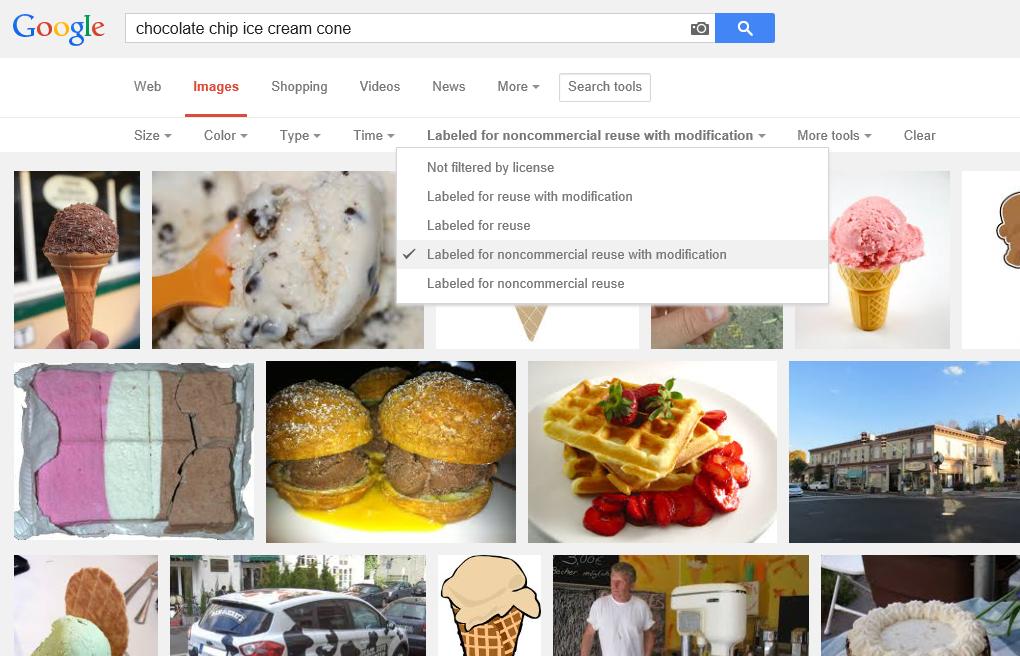 Google
chocolate chip ice cream cone
Web Images Shopping Videos News More Search tools
Size Color Type Time Labeled for noncommercial reuse with modification More tools Clear
Not filtered by license
Labeled for reuse with modification
Labeled for reuse
Labeled for noncommercial reuse with modification
Labeled for noncommercial reuse